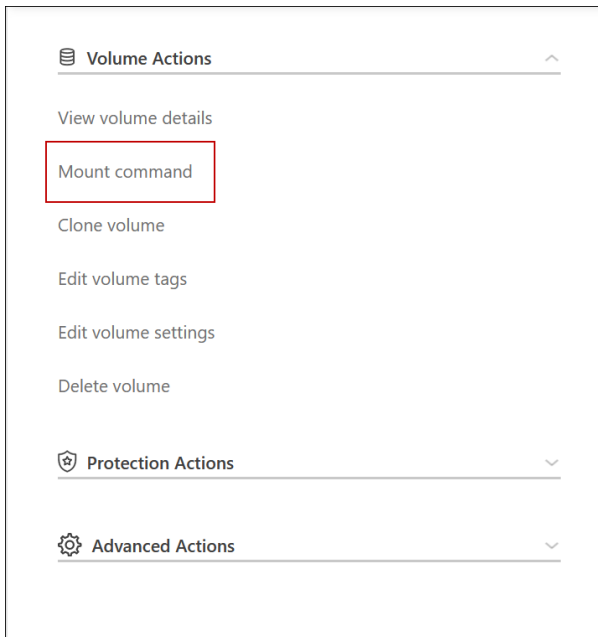 Volume Actions
View volume details
Mount command
Clone volume
Edit volume tags
Edit volume settings
Delete volume
Protection Actions
Advanced Actions